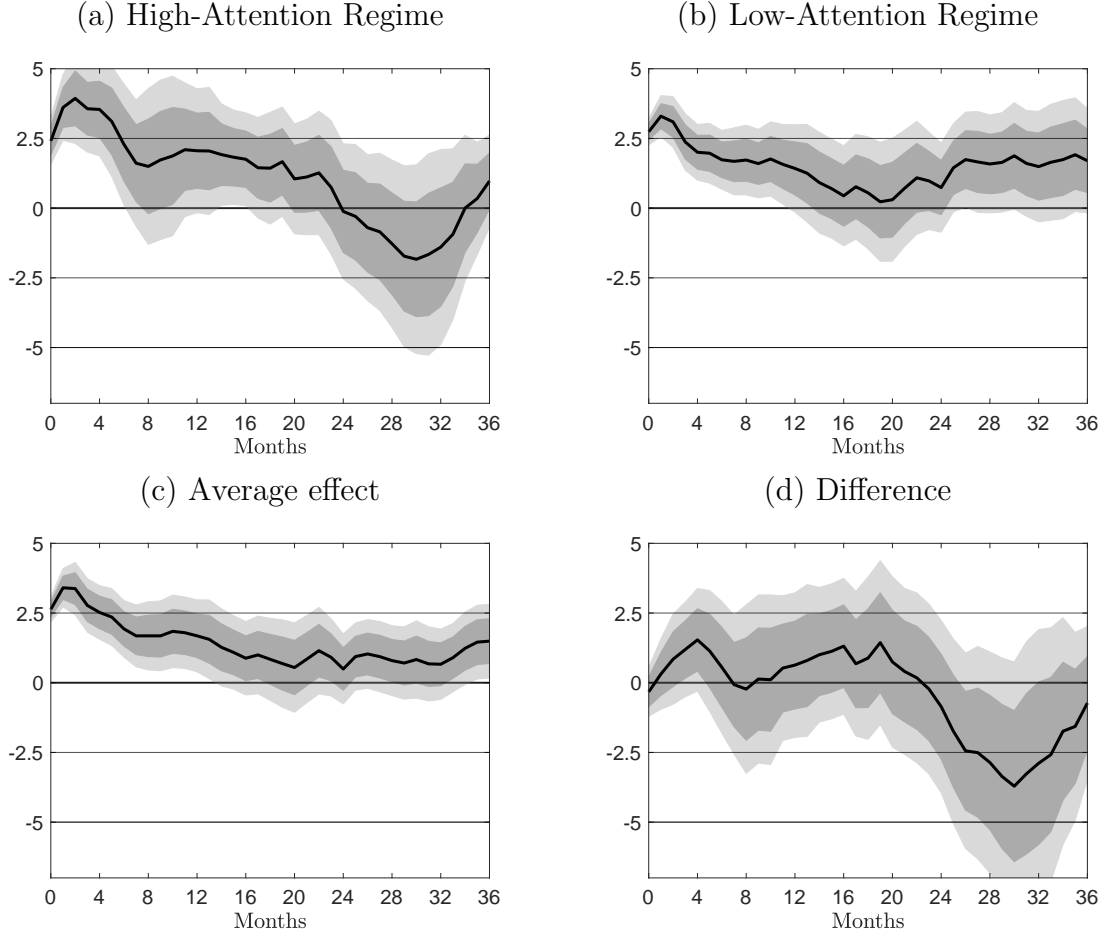 (a) High-Attention Regime
5
2.5
0
-2.5
-5
0 4 8 12 16 20 24 28 32 36
Months
(b) Low-Attention Regime
5
2.5
0
-2.5
-5
0 4 8 12 16 20 24 28 32 36
Months
(c) Average effect
5
2.5
0
-2.5
-5
0 4 8 12 16 20 24 28 32 36
Months
(d) Difference
5
2.5
0
-2.5
-5
0 4 8 12 16 20 24 28 32 36
Months